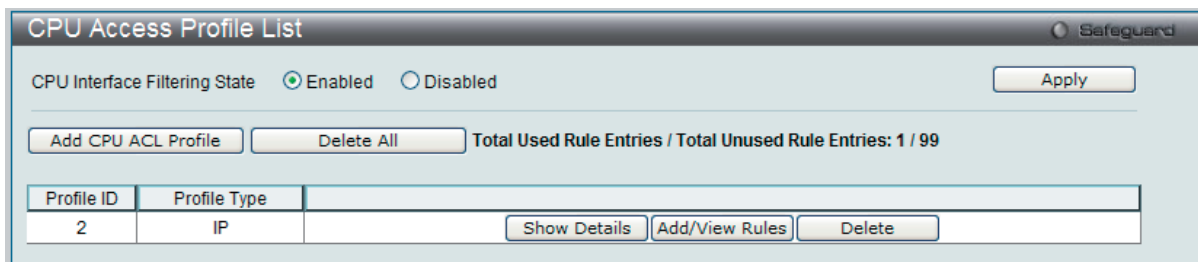 CPU Access Profile List
Safeguard
CPU Interface Filtering State Enabled Disabled Apply
Add CPU ACL Profile Delete All Total Used Rule Entries / Total Unused Rule Entries: 1 / 99
Profile ID Profile Type
2 IP Show Details Add/View Rules Delete